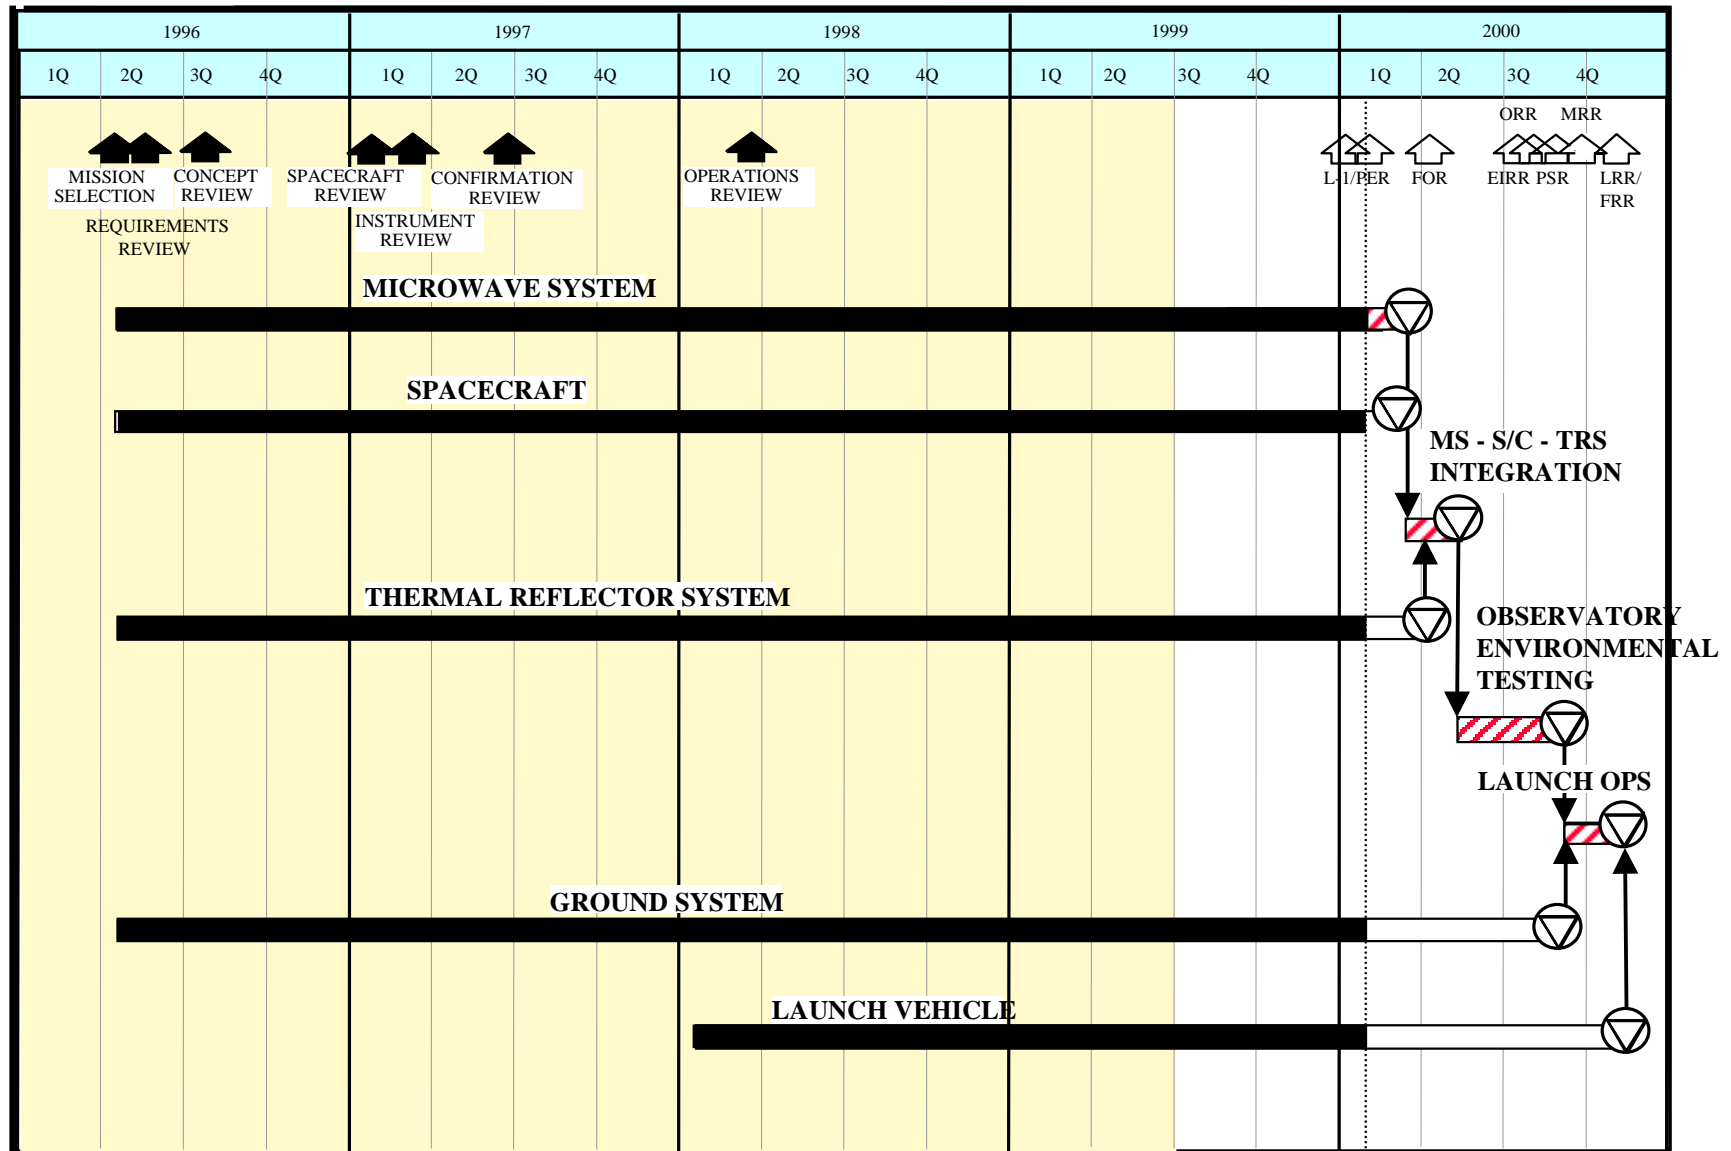 1996 1997 1998 1999 2000
1Q 2Q 3Q 4Q 1Q 2Q 3Q 4Q 1Q 2Q 3Q 4Q 1Q 2Q 3Q 4Q 1Q 2Q 3Q 4Q
ORR MRR
MISSION
SELECTION
CONCEPT
REVIEW
SPACECRAFT
REVIEW
CONFIRMATION
REVIEW
OPERATIONS
REVIEW
L-1/PER
FOR
EIRR PSR
LRR/
FRR
REQUIREMENTS
REVIEW
INSTRUMENT
REVIEW
MICROWAVE SYSTEM
SPACECRAFT
MS - S/C - TRS
INTEGRATION
THERMAL REFLECTOR SYSTEM
OBSERVATORY
ENVIRONMENTAL
TESTING
LAUNCH OPS
GROUND SYSTEM
LAUNCH VEHICLE